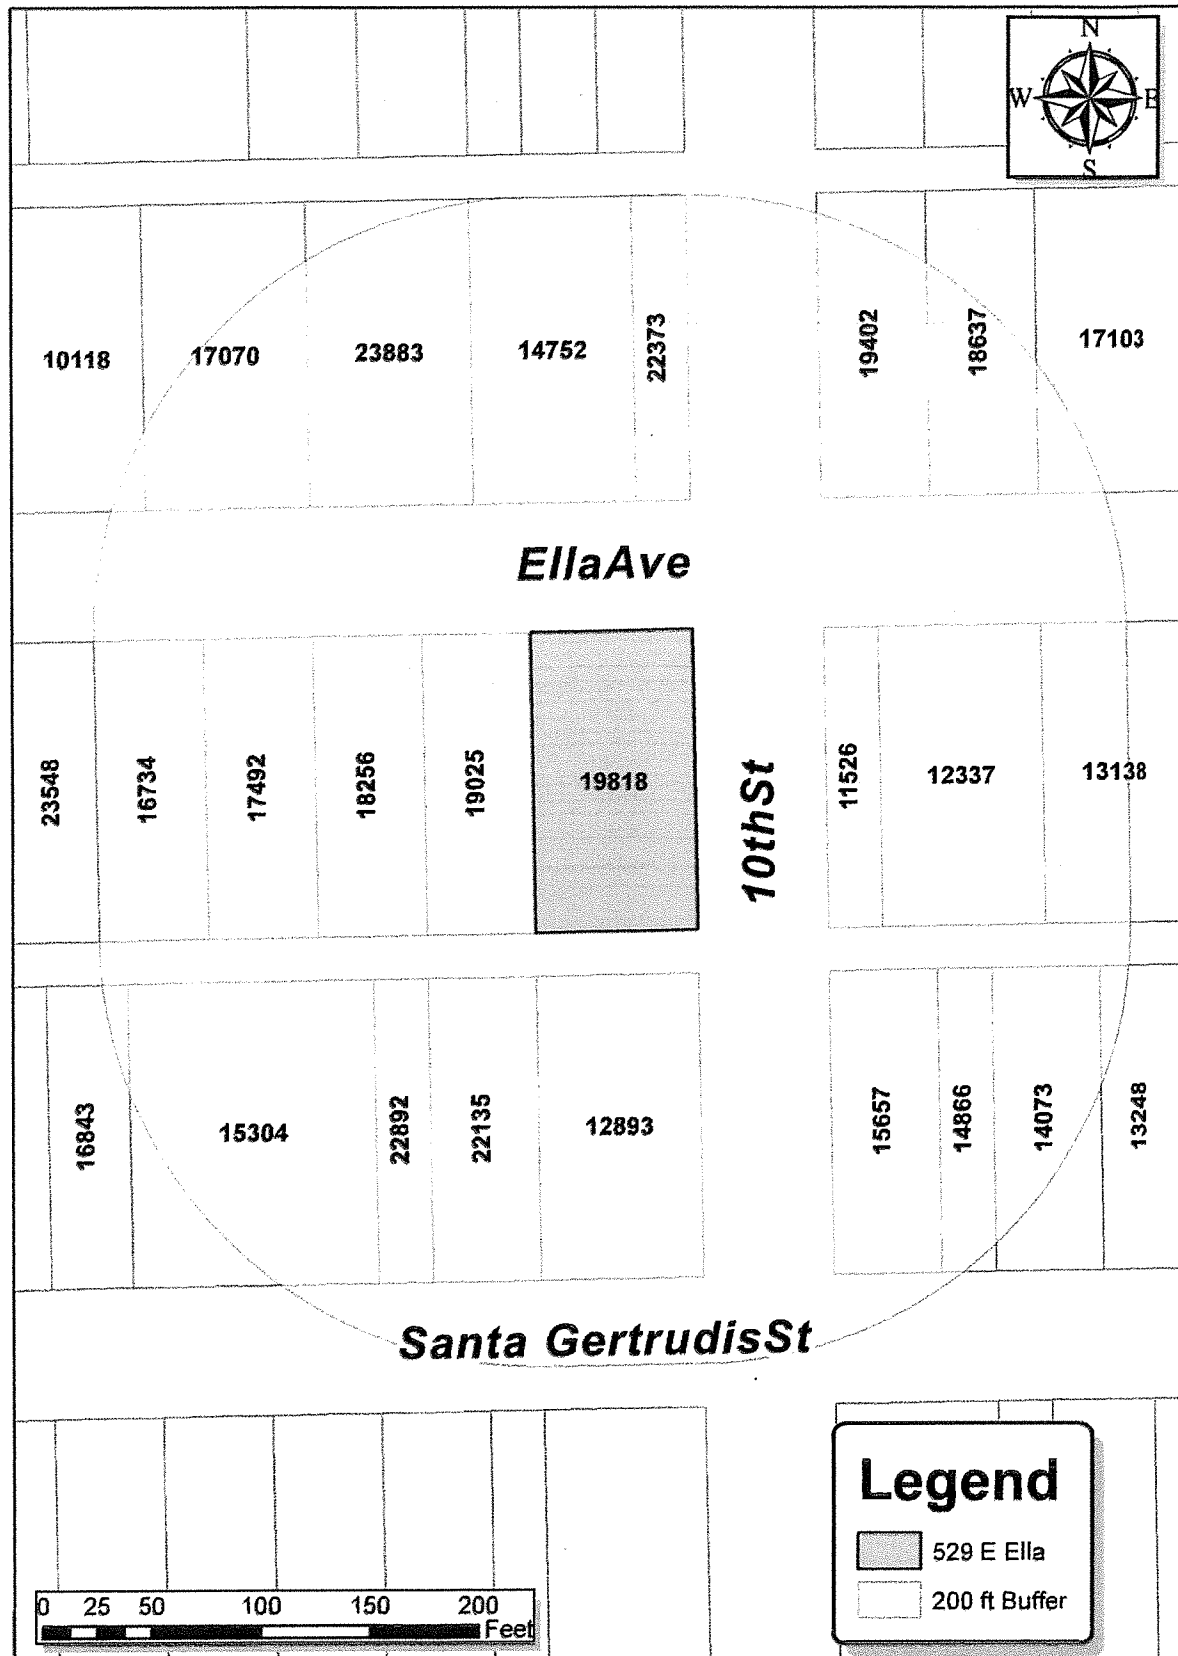 N
W E
S
10118
17070
23883
14752
22373
19402
18637
17103
EllaAve
23548
16734
17492
18256
19025
19818
10thSt
11526
12337
13138
16843
15304
22892
22135
12893
15657
14866
14073
13248
Santa GertrudisSt
Legend
529 E Ella
200 ft Buffer
0 25 50 100 150 200
Feet